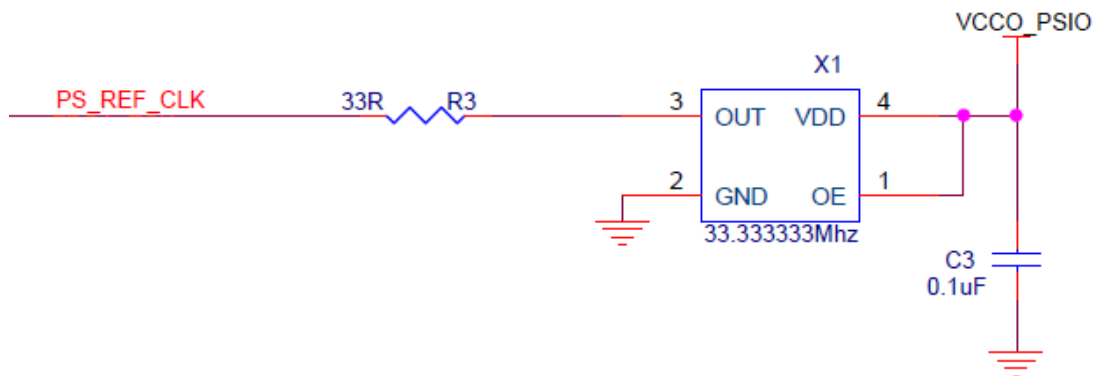 VCCO_PSIO
X1
PS_REF_CLK
33R
R3
3
OUT
VDD
4
2
GND
OE
1
33.333333Mhz
C3
0.1uF